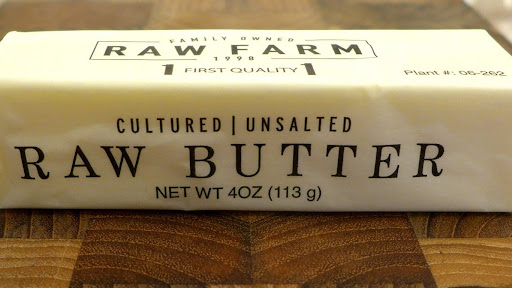 FAMILY OWNED
RAW FARM
1998
1 FIRST QUALITY 1
Plant #: 06-262
CULTURED | UNSALTED
RAW BUTTER
NET WT 4OZ (113 g)